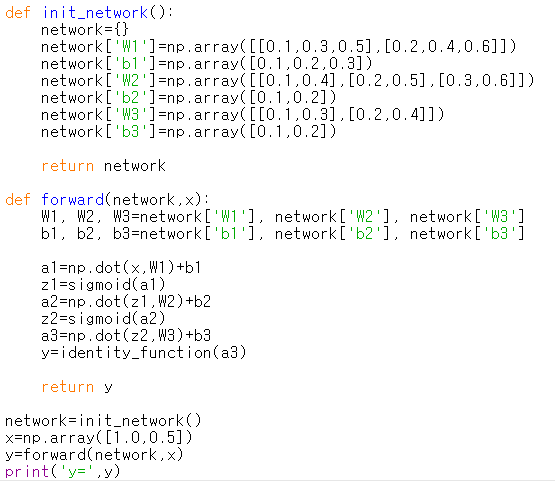 def init_network():
    network={}
    network['W1']=np.array([[0.1,0.3,0.5],[0.2,0.4,0.6]])
    network['b1']=np.array([0.1,0.2,0.3])
    network['W2']=np.array([[0.1,0.4],[0.2,0.5],[0.3,0.6]])
    network['b2']=np.array([0.1,0.2])
    network['W3']=np.array([[0.1,0.3],[0.2,0.4]])
    network['b3']=np.array([0.1,0.2])

    return network

def forward(network,x):
    W1, W2, W3=network['W1'], network['W2'], network['W3']
    b1, b2, b3=network['b1'], network['b2'], network['b3']

    a1=np.dot(x,W1)+b1
    z1=sigmoid(a1)
    a2=np.dot(z1,W2)+b2
    z2=sigmoid(a2)
    a3=np.dot(z2,W3)+b3
    y=identity_function(a3)

    return y

network=init_network()
x=np.array([1.0,0.5])
y=forward(network,x)
print('y=',y)